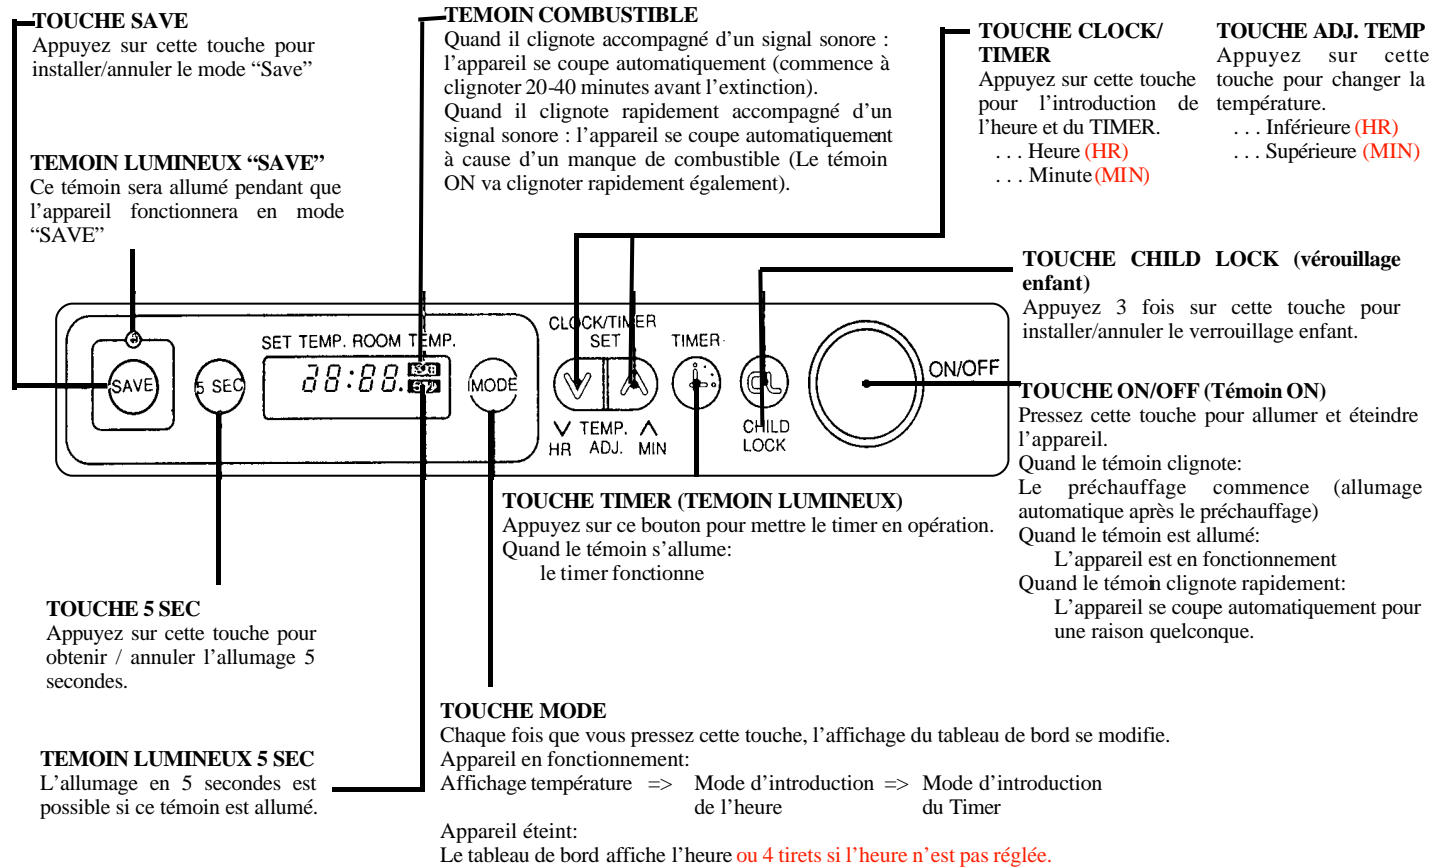 TOUCHE SAVE
Appuyez sur cette touche pour
installer/annuler le mode “Save”
TEMOIN LUMINEUX “SAVE”
Ce témoin sera allumé pendant que
l’appareil fonctionnera en mode
“SAVE”
TEMOIN COMBUSTIBLE
Quand il clignote accompagné d’un signal sonore :
l’appareil se coupe automatiquement (commence à
clignoter 20-40 minutes avant l’extinction).
Quand il clignote rapidement accompagné d’un
signal sonore : l’appareil se coupe automatiquement
à cause d’un manque de combustible (Le témoin
ON va clignoter rapidement également).
TOUCHE CLOCK/
TIMER
Appuyez sur cette touche
pour l’introduction de
l’heure et du TIMER.
. . . Heure (HR)
. . . Minute (MIN)
TOUCHE ADJ. TEMP
Appuyez sur cette
touche pour changer la
température.
. . . Inférieure (HR)
. . . Supérieure (MIN)
TOUCHE CHILD LOCK (vérouillage
enfant)
Appuyez 3 fois sur cette touche pour
installer/annuler le verrouillage enfant.
SET TEMP. ROOM TEMP.
CLOCK/TIMER
SET
TIMER
SAVE
5 SEC
88:88.
MODE
CL
ON/OFF
TEMP.
HR ADJ. MIN
CHILD
LOCK
TOUCHE ON/OFF (Témoin ON)
Pressez cette touche pour allumer et éteindre
l’appareil.
Quand le témoin clignote:
Le préchauffage commence (allumage
automatique après le préchauffage)
Quand le témoin est allumé:
L’appareil est en fonctionnement
Quand le témoin clignote rapidement:
L’appareil se coupe automatiquement pour
une raison quelconque.
TOUCHE TIMER (TEMOIN LUMINEUX)
Appuyez sur ce bouton pour mettre le timer en opération.
Quand le témoin s’allume:
le timer fonctionne
TOUCHE 5 SEC
Appuyez sur cette touche pour
obtenir / annuler l’allumage 5
secondes.
TEMOIN LUMINEUX 5 SEC
L’allumage en 5 secondes est
possible si ce témoin est allumé.
TOUCHE MODE
Chaque fois que vous pressez cette touche, l’affichage du tableau de bord se modifie.
Appareil en fonctionnement:
Affichage température => Mode d’introduction => Mode d’introduction
de l’heure du Timer
Appareil éteint:
Le tableau de bord affiche l’heure ou 4 tirets si l’heure n’est pas réglée.